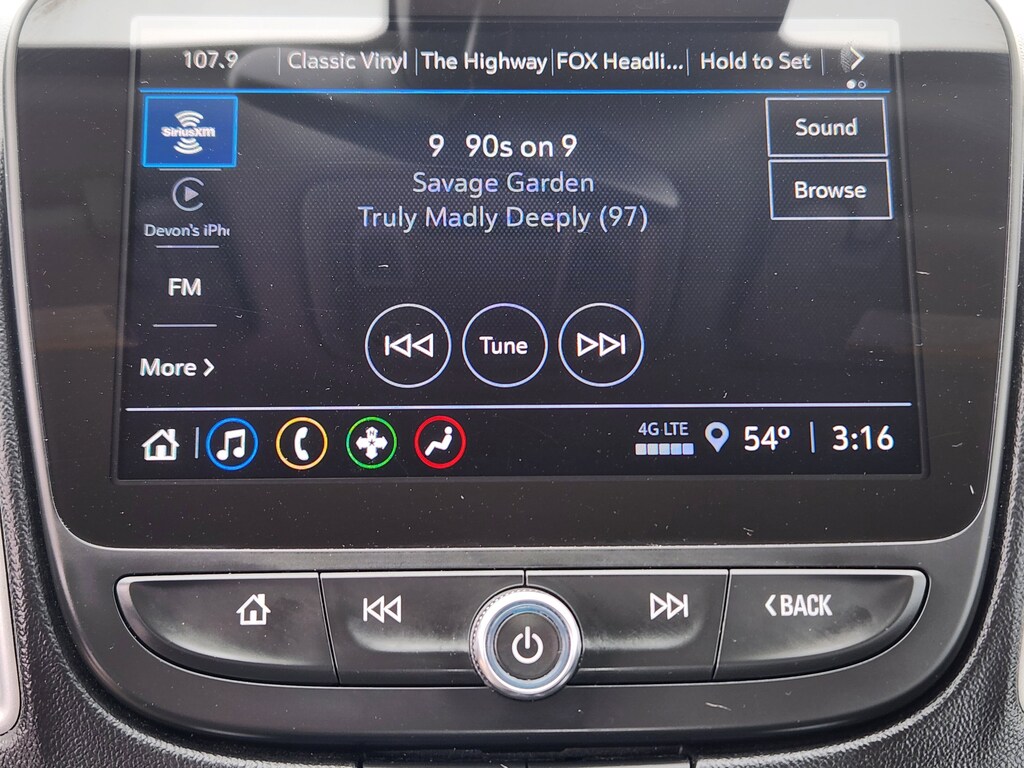 107.9 Classic Vinyl The Highway FOX Headli... Hold to Set
SiriusXM
9 90s on 9
Savage Garden
Truly Madly Deeply (97)
Sound
Browse
Devon's iPh
FM
More
Tune
4G LTE
54° 3:16
BACK